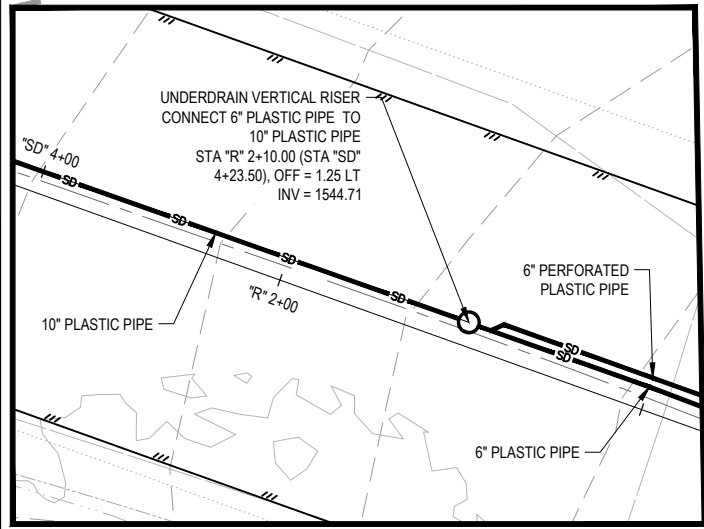 UNDERDRAIN VERTICAL RISER
CONNECT 6" PLASTIC PIPE TO
10" PLASTIC PIPE
STA "R" 2+10.00 (STA "SD"
4+23.50), OFF = 1.25 LT
INV = 1544.71
"SD" 4+00
SD
SD
SD
SD
"R" 2+00
10" PLASTIC PIPE
6" PERFORATED
PLASTIC PIPE
SD
SD
6" PLASTIC PIPE